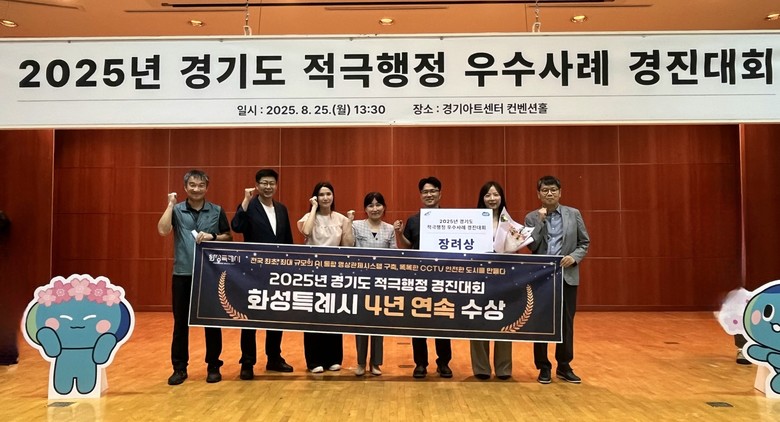 2025년 경기도 적극행정 우수사례 경진대회
일시 : 2025. 8. 25.(월) 13:30 장소 : 경기아트센터 컨벤션홀
2025년 경기도
적극행정 우수사례 경진대회
장려상
화성특례시
전국 최초·최대 규모의 AI 통합 영상관제시스템 구축, 똑똑한 CCTV 안전한 도시를 만들다
2025년 경기도 적극행정 경진대회
화성특례시 4년 연속 수상